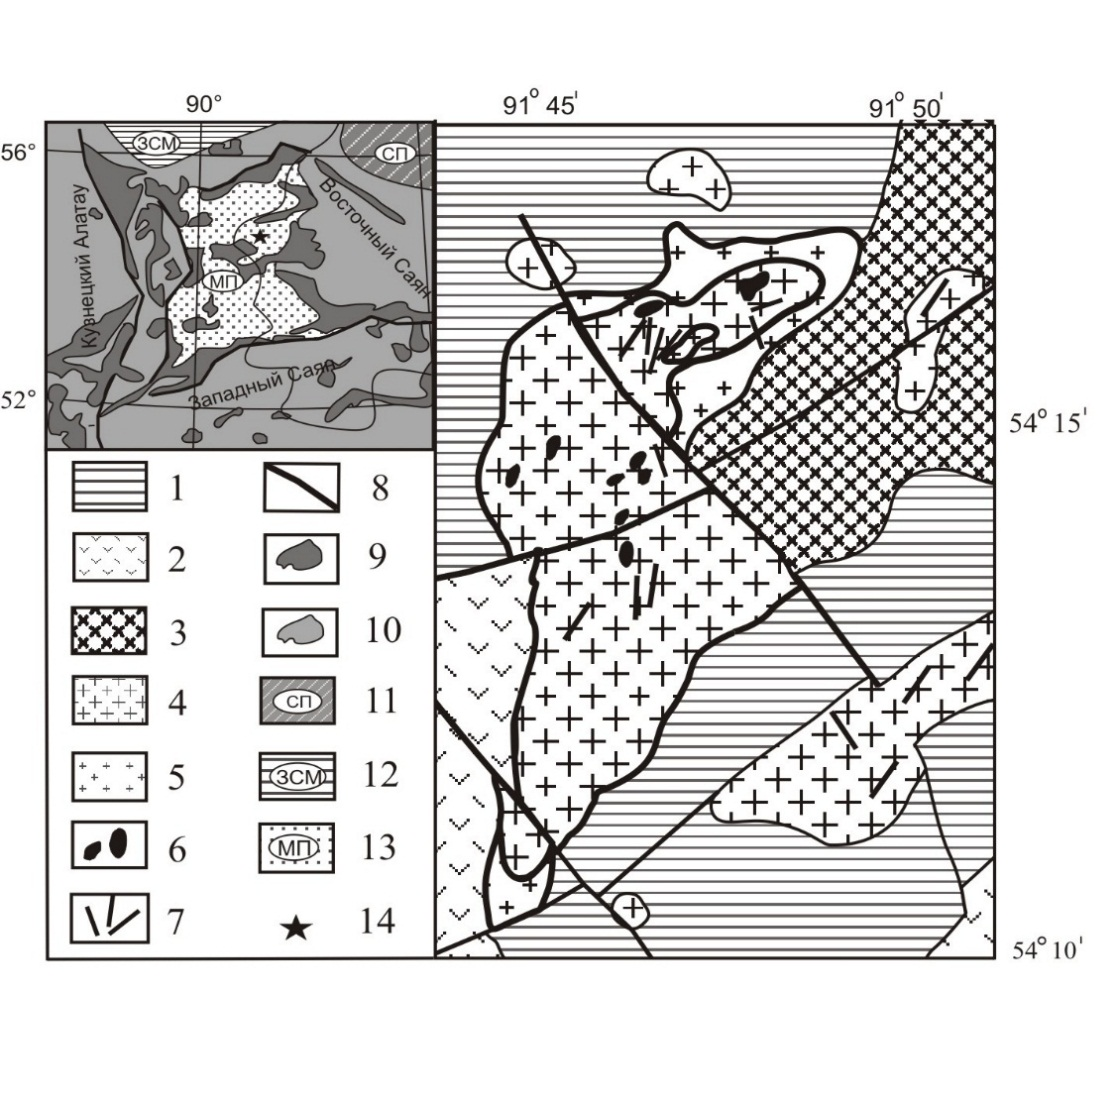 90°
91° 45'
91° 50'
56°
ЗСМ
СП
Кузнецкий Алатау
Восточный Саян
МП
52°
Западный Саян
54° 15'
1
8
2
9
3
10
4
СП
11
5
ЗСМ
12
6
МП
13
7
14
54° 10'